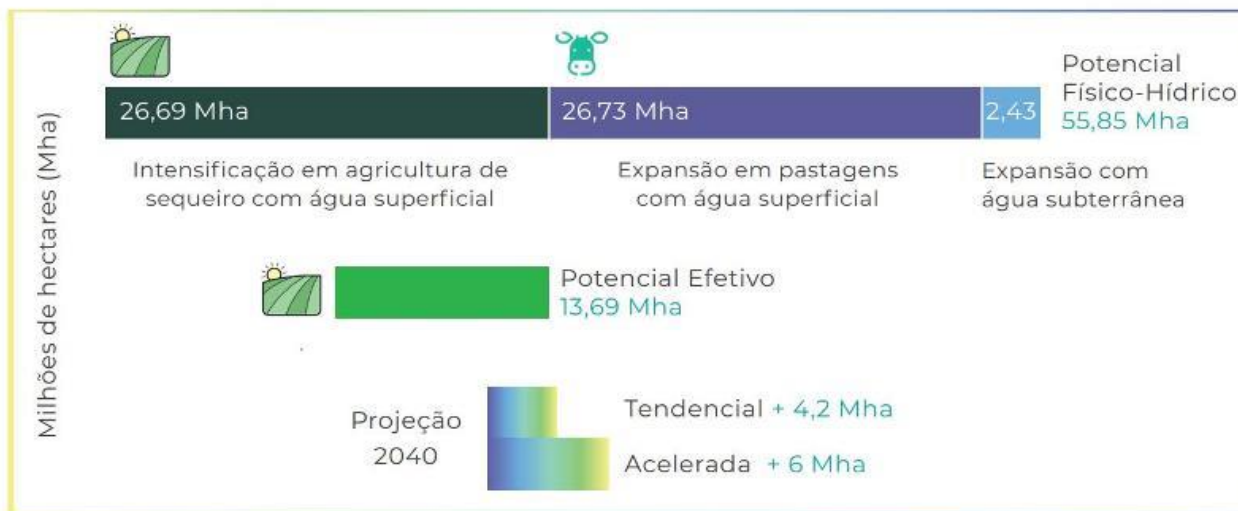 Milhões de hectares (Mha)
26,69 Mha
26,73 Mha
2,43
Potencial
Físico-Hídrico
55,85 Mha
Intensificação em agricultura de
sequeiro com água superficial
Expansão em pastagens
com água superficial
Expansão com
água subterrânea
Potencial Efetivo
13,69 Mha
Projeção
2040
Tendencial + 4,2 Mha
Acelerada + 6 Mha